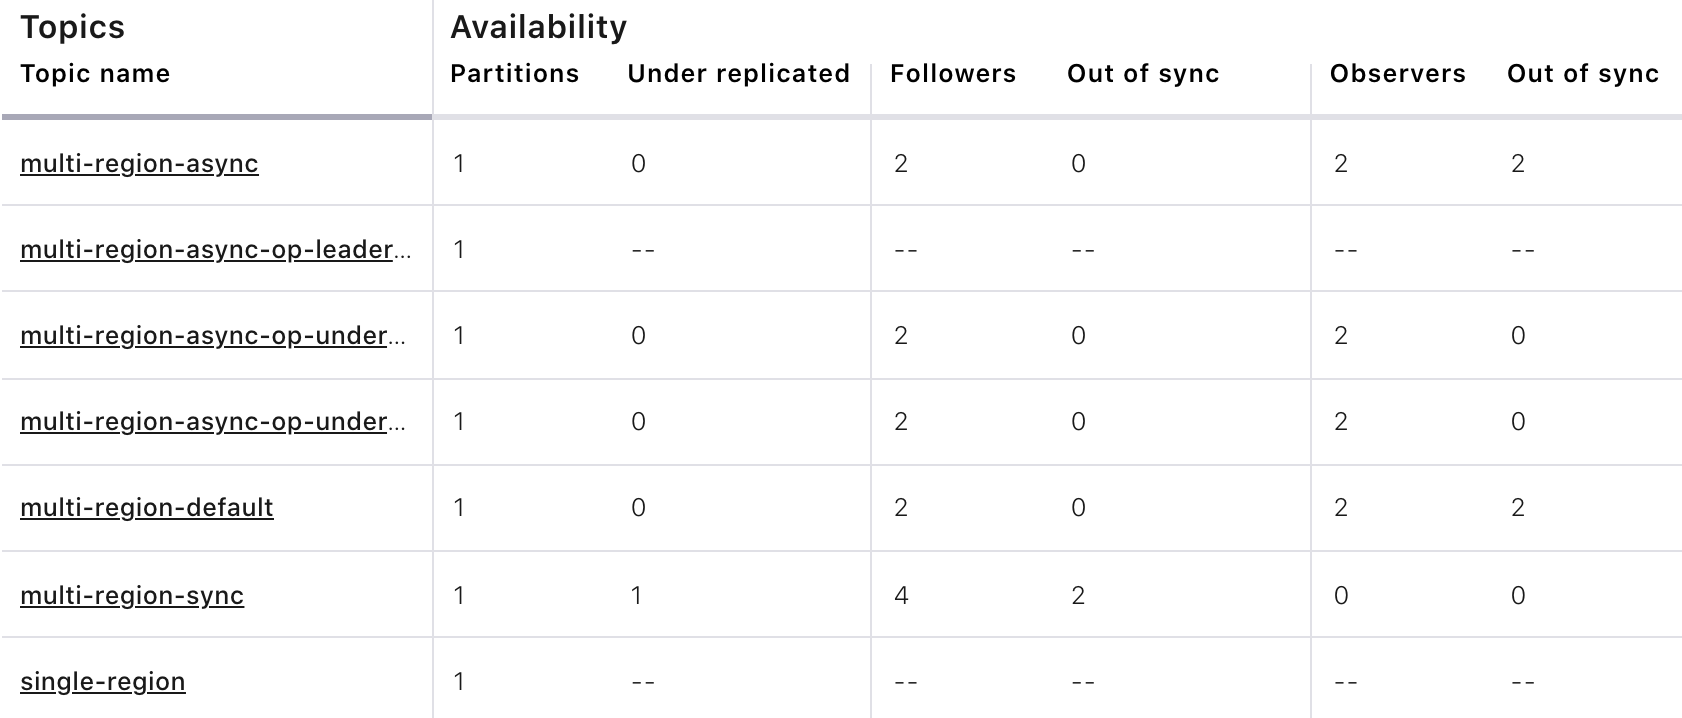 Topics Availability
Topic name Partitions Under replicated Followers Out of sync Observers Out of sync
multi-region-async 1 0 2 0 2 2
multi-region-async-op-leader... 1 -- -- -- -- --
multi-region-async-op-under... 1 0 2 0 2 0
multi-region-async-op-under... 1 0 2 0 2 0
multi-region-default 1 0 2 0 2 2
multi-region-sync 1 1 4 2 0 0
single-region 1 -- -- -- -- --